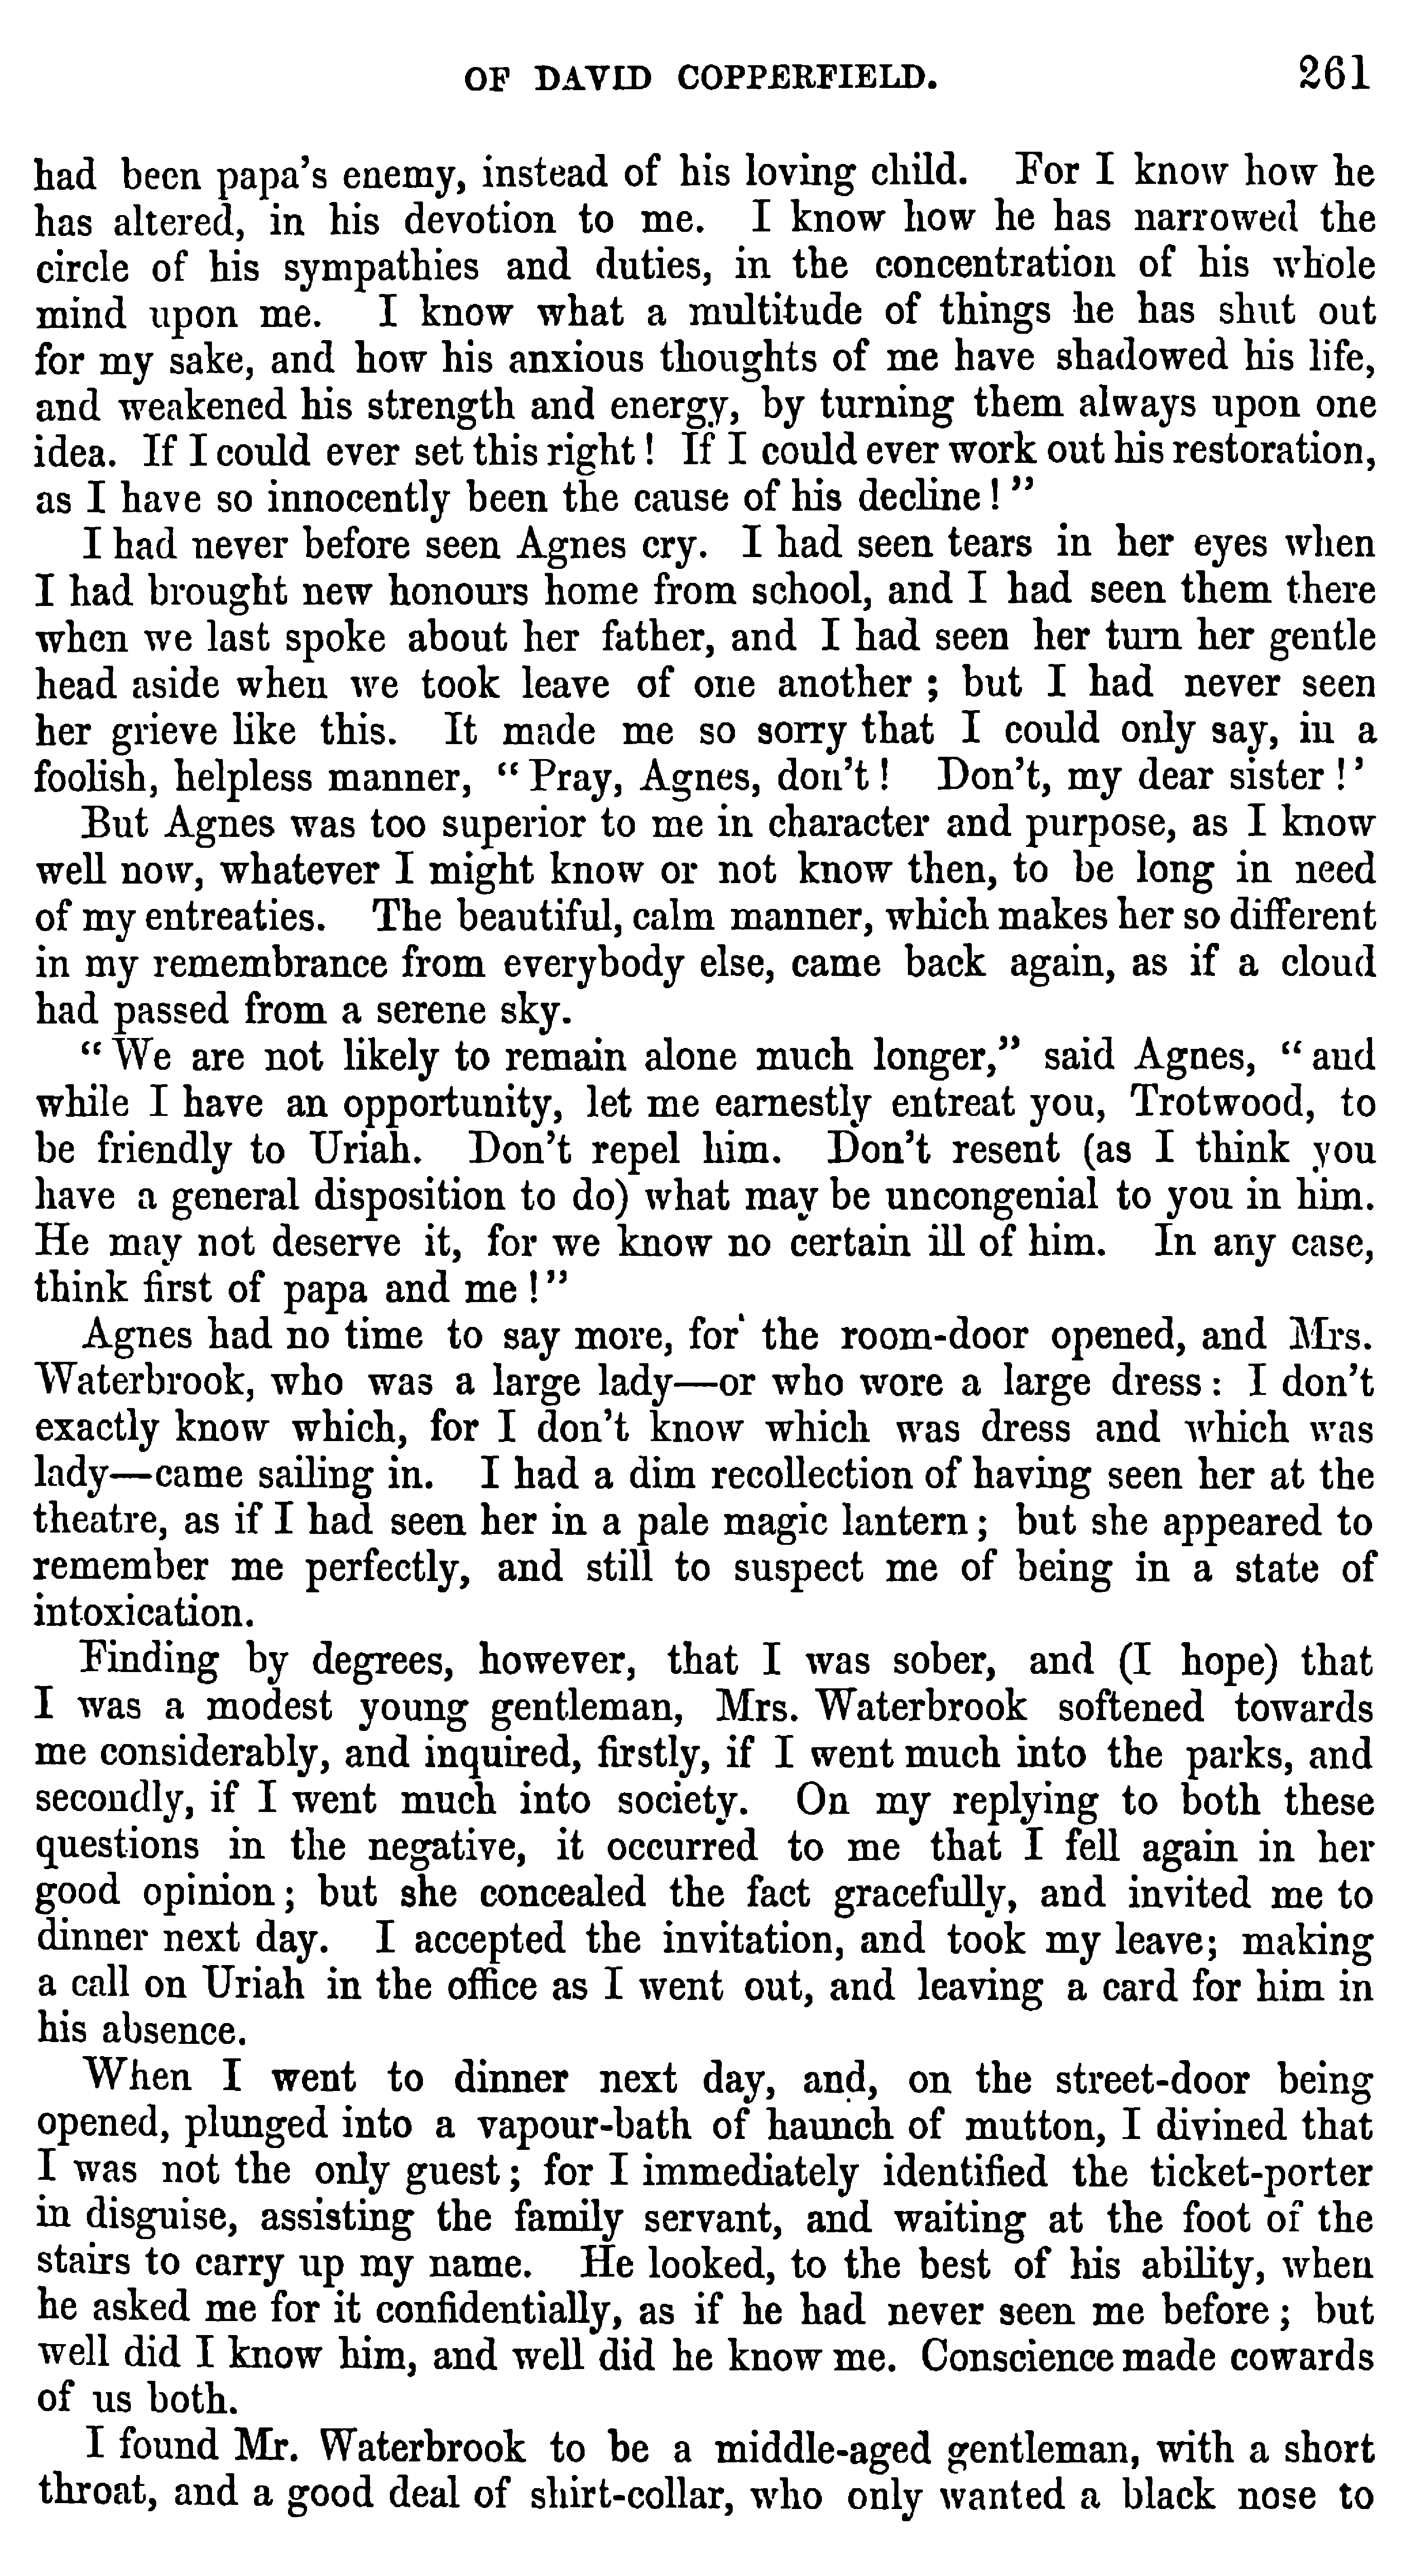 OF DAVID COPPERFIELD. 261
had been papa's enemy, instead of his loving child. For I know how he
has altered, in his devotion to me. I know how he has narrowed the
circle of his sympathies and duties, in the concentration of his whole
mind upon me. I know what a multitude of things he has shut out
for my sake, and how his anxious thoughts of me have shadowed his life,
and weakened his strength and energy, by turning them always upon one
idea. If I could ever set this right! If I could ever work out his restoration,
as I have so innocently been the cause of his decline!”
I had never before seen Agnes cry. I had seen tears in her eyes when
I had brought new honours home from school, and I had seen them there
when we last spoke about her father, and I had seen her turn her gentle
head aside when we took leave of one another; but I had never seen
her grieve like this. It made me so sorry that I could only say, in a
foolish, helpless manner, “Pray, Agnes, don't! Don't, my dear sister!'
But Agnes was too superior to me in character and purpose, as I know
well now, whatever I might know or not know then, to be long in need
of my entreaties. The beautiful, calm manner, which makes her so different
in my remembrance from everybody else, came back again, as if a cloud
had passed from a serene sky.
“We are not likely to remain alone much longer,” said Agnes, “and
while I have an opportunity, let me earnestly entreat you, Trotwood, to
be friendly to Uriah. Don't repel him. Don't resent (as I think you
have a general disposition to do) what may be uncongenial to you in him.
He may not deserve it, for we know no certain ill of him. In any case,
think first of papa and me!”
Agnes had no time to say more, for the room-door opened, and Mrs.
Waterbrook, who was a large lady—or who wore a large dress: I don't
exactly know which, for I don't know which was dress and which was
lady—came sailing in. I had a dim recollection of having seen her at the
theatre, as if I had seen her in a pale magic lantern; but she appeared to
remember me perfectly, and still to suspect me of being in a state of
intoxication.
Finding by degrees, however, that I was sober, and (I hope) that
I was a modest young gentleman, Mrs. Waterbrook softened towards
me considerably, and inquired, firstly, if I went much into the parks, and
secondly, if I went much into society. On my replying to both these
questions in the negative, it occurred to me that I fell again in her
good opinion; but she concealed the fact gracefully, and invited me to
dinner next day. I accepted the invitation, and took my leave; making
a call on Uriah in the office as I went out, and leaving a card for him in
his absence.
When I went to dinner next day, and, on the street-door being
opened, plunged into a vapour-bath of haunch of mutton, I divined that
I was not the only guest; for I immediately identified the ticket-porter
in disguise, assisting the family servant, and waiting at the foot of the
stairs to carry up my name. He looked, to the best of his ability, when
he asked me for it confidentially, as if he had never seen me before; but
well did I know him, and well did he know me. Conscience made cowards
of us both.
I found Mr. Waterbrook to be a middle-aged gentleman, with a short
throat, and a good deal of shirt-collar, who only wanted a black nose to